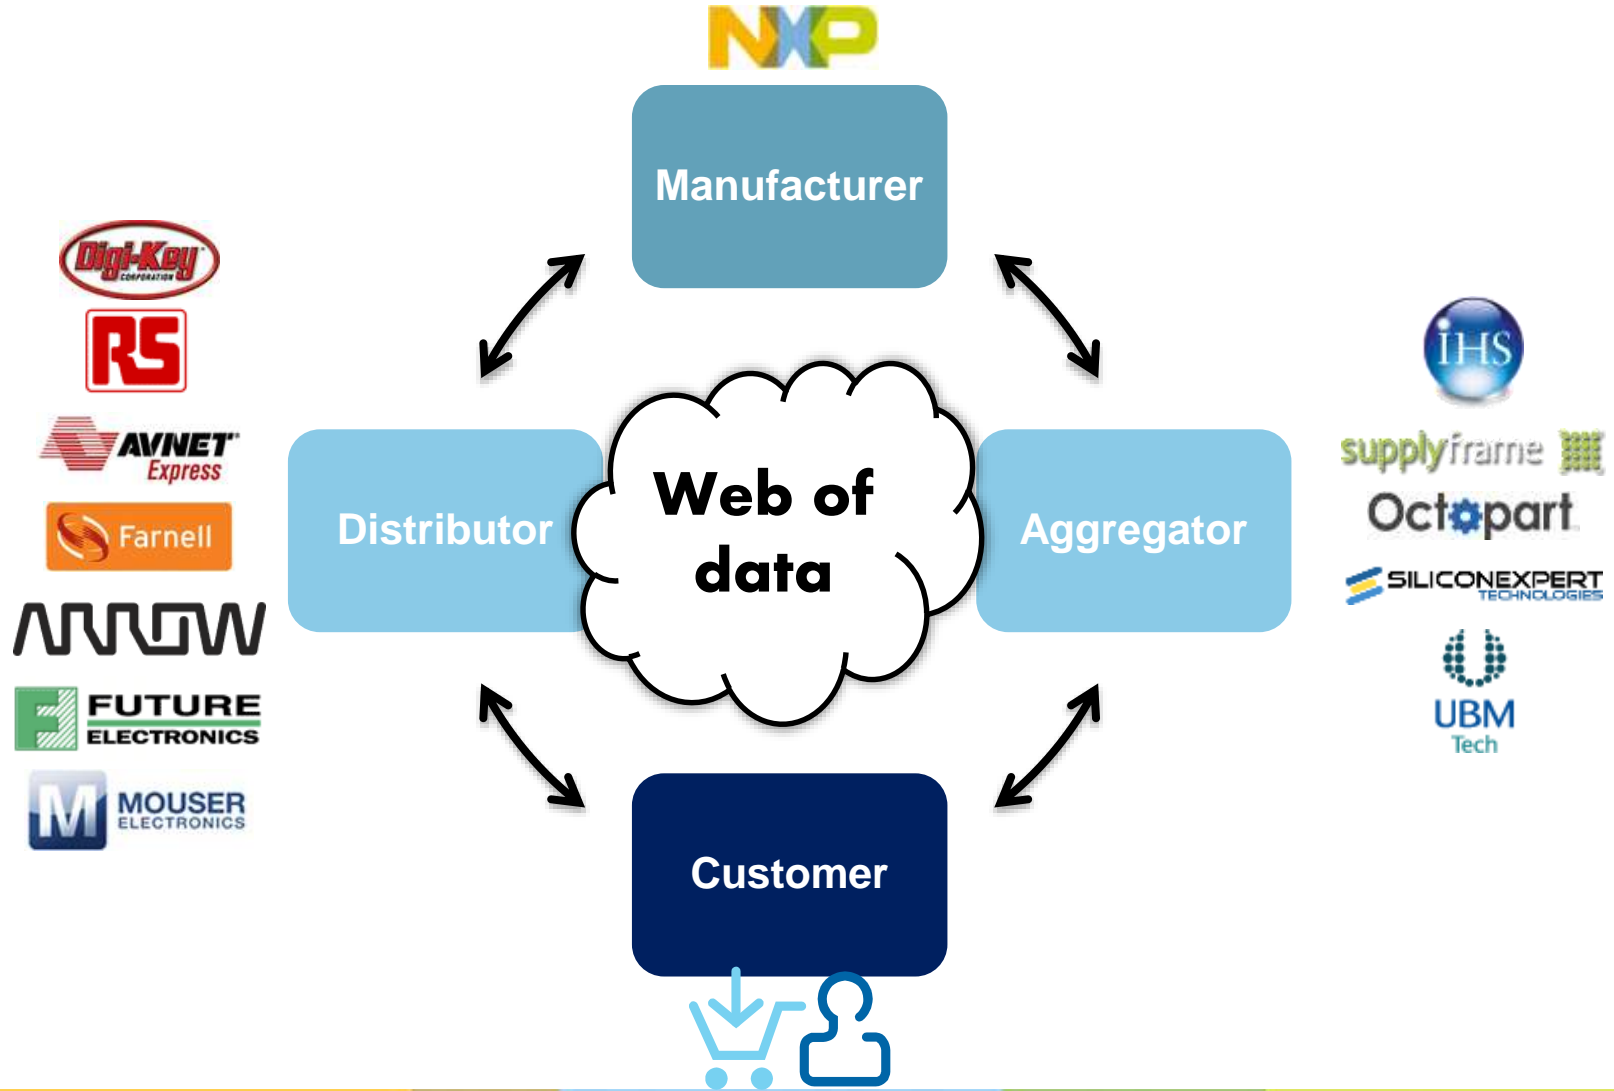 NXP
Manufacturer
Digi-Key
CORPORATION
RS
AVNET
Express
Farnell
ARROW
F FUTURE
ELECTRONICS
M MOUSER
ELECTRONICS
Distributor
Web of
data
Aggregator
IHS
supplyframe
Octopart
SILICONEXPERT
TECHNOLOGIES
UBM
Tech
Customer